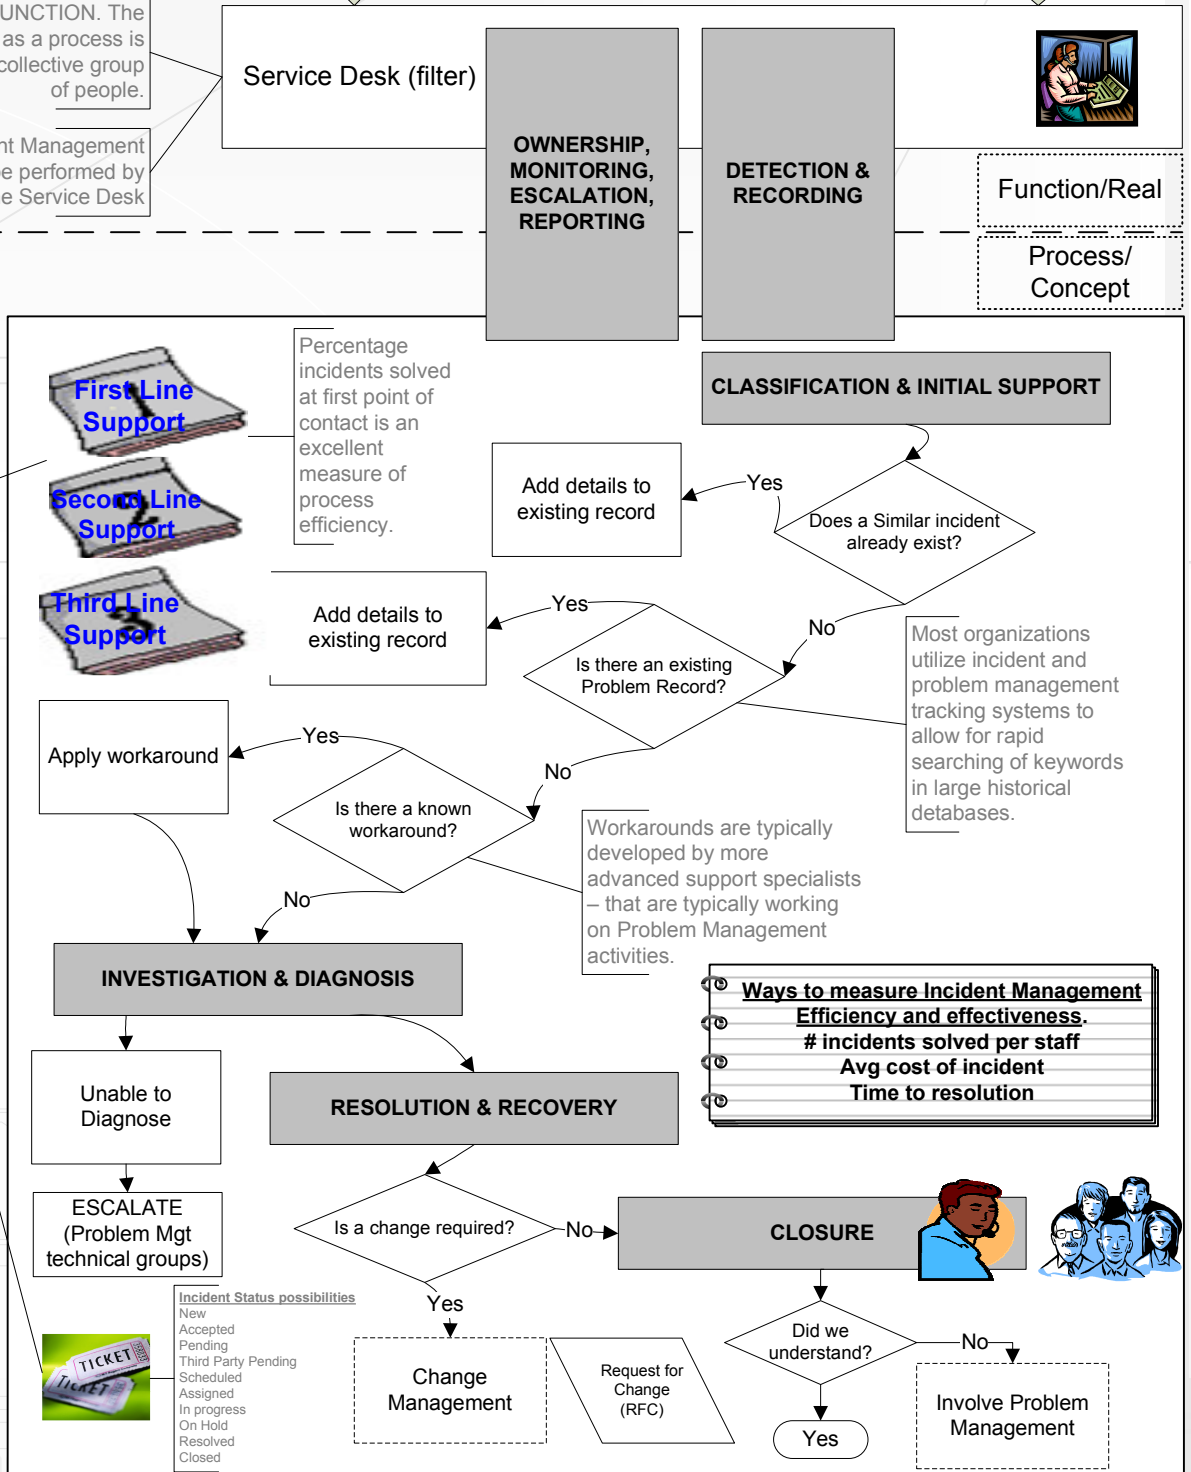 UNCTION. The
as a process is
collective group
of people.
nt Management
be performed by
e Service Desk
Service Desk (filter)
OWNERSHIP,
MONITORING,
ESCALATION,
REPORTING
DETECTION &
RECORDING
Function/Real
Process/
Concept
First Line
Support
1
Second Line
Support
2
Third Line
Support
3
Percentage
incidents solved
at first point of
contact is an
excellent
measure of
process
efficiency.
CLASSIFICATION & INITIAL SUPPORT
Add details to
existing record
Yes
Does a Similar incident
already exist?
Add details to
existing record
Yes
No
Is there an existing
Problem Record?
Most organizations
utilize incident and
problem management
tracking systems to
allow for rapid
searching of keywords
in large historical
detabases.
Apply workaround
Yes
No
Is there a known
workaround?
Workarounds are typically
developed by more
advanced support specialists
– that are typically working
on Problem Management
activities.
No
INVESTIGATION & DIAGNOSIS
Ways to measure Incident Management
Efficiency and effectiveness.
# incidents solved per staff
Avg cost of incident
Time to resolution
Unable to
Diagnose
RESOLUTION & RECOVERY
ESCALATE
(Problem Mgt
technical groups)
Is a change required?
No
CLOSURE
Yes
Incident Status possibilities
New
Accepted
Pending
Third Party Pending
Scheduled
Assigned
In progress
On Hold
Resolved
Closed
TICKET
TICKET
Change
Management
Request for
Change
(RFC)
Did we
understand?
No
Yes
Involve Problem
Management